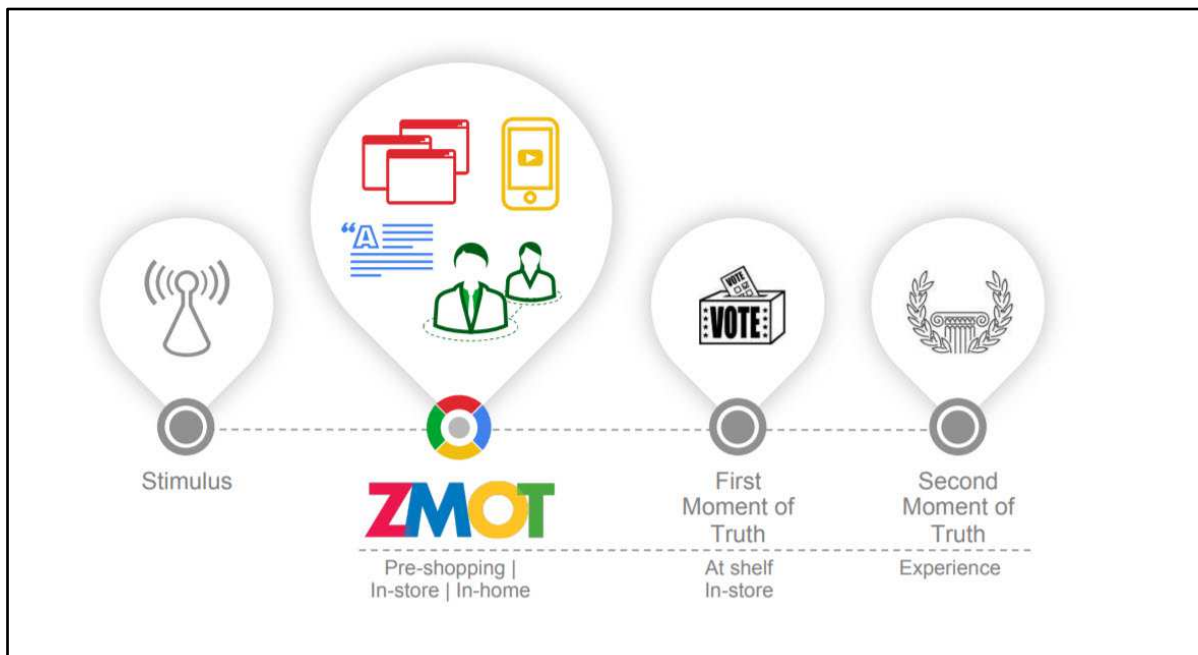 “A
VOTE
VOTE
Stimulus
ZMOT
Pre-shopping |
In-store | In-home
First
Moment of
Truth
At shelf
In-store
Second
Moment of
Truth
Experience